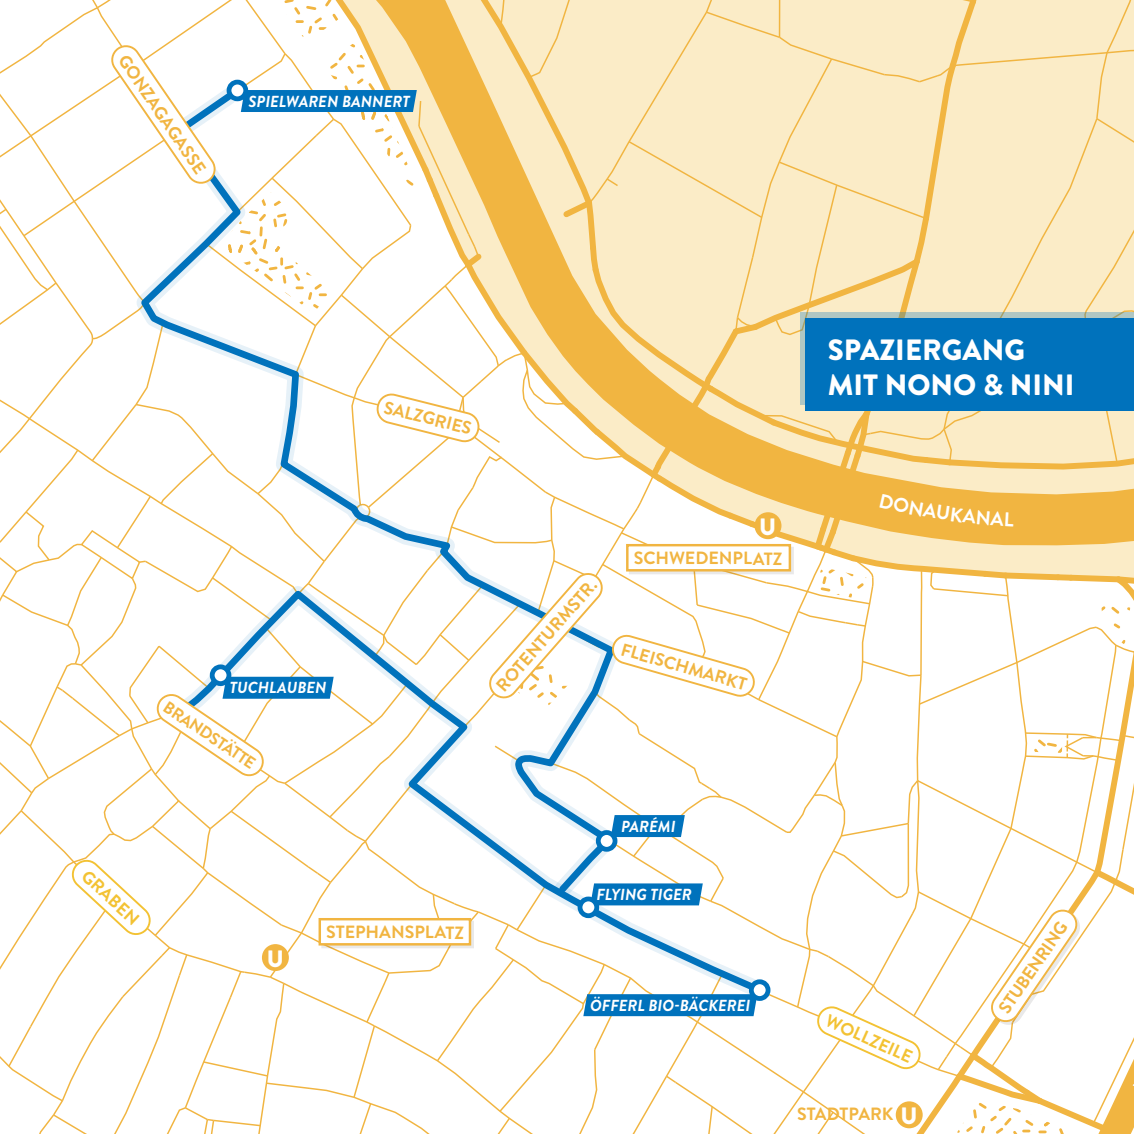 GONZAGAGASSE
SPIELWAREN BANNERT
SPAZIERGANG
MIT NONO & NINI
SALZGRIES
DONAUKANAL
U
SCHWEDENPLATZ
ROTENTURMSTR.
FLEISCHMARKT
TUCHLAUBEN
BRANDSTÄTTE
PARÉMI
FLYING TIGER
GRABEN
STEPHANSPLATZ
U
STUBENRING
ÖFFERL BIO-BÄCKEREI
WOLLZEILE
STADTPARK U